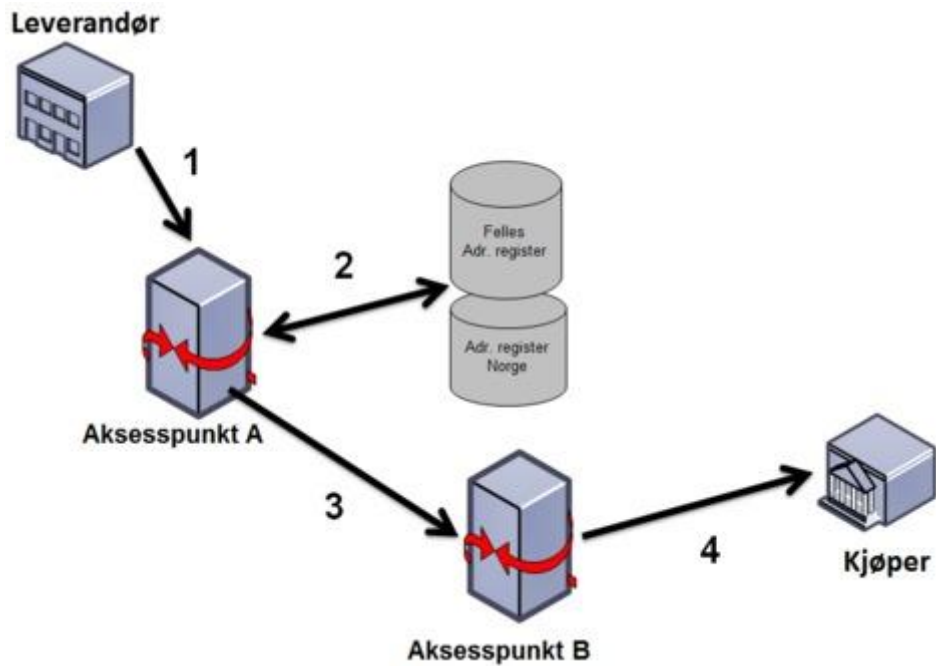 Leverandør
1
2
Felles
Adr. register
Adr. register
Norge
Aksesspunkt A
3
4
Kjøper
Aksesspunkt B